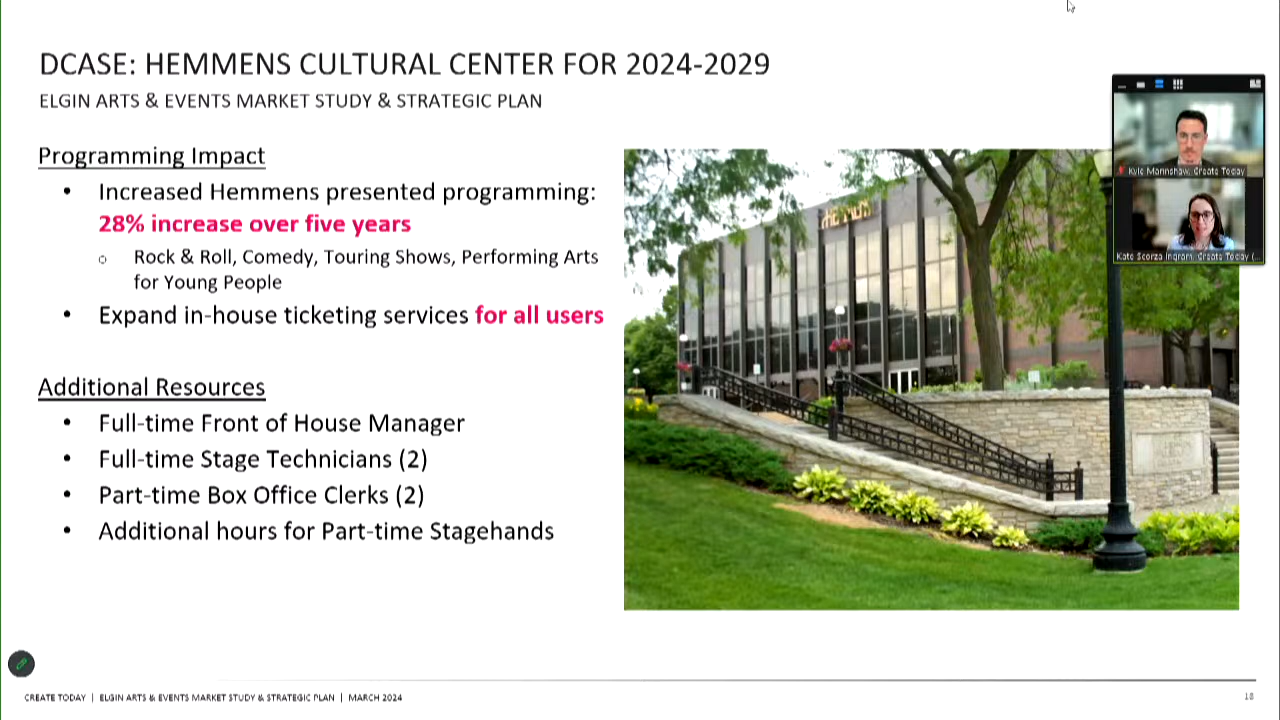 DCASE: HEMMENS CULTURAL CENTER FOR 2024-2029
ELGIN ARTS & EVENTS MARKET STUDY & STRATEGIC PLAN
Programming Impact
• Increased Hemmens presented programming:
28% increase over five years
○ Rock & Roll, Comedy, Touring Shows, Performing Arts
for Young People
• Expand in-house ticketing services for all users
Additional Resources
• Full-time Front of House Manager
• Full-time Stage Technicians (2)
• Part-time Box Office Clerks (2)
• Additional hours for Part-time Stagehands
Kyle Mannshaw, Create Today
Kate Scorza Ingram, Create Today (...
CREATE TODAY | ELGIN ARTS & EVENTS MARKET STUDY & STRATEGIC PLAN | MARCH 2024
18